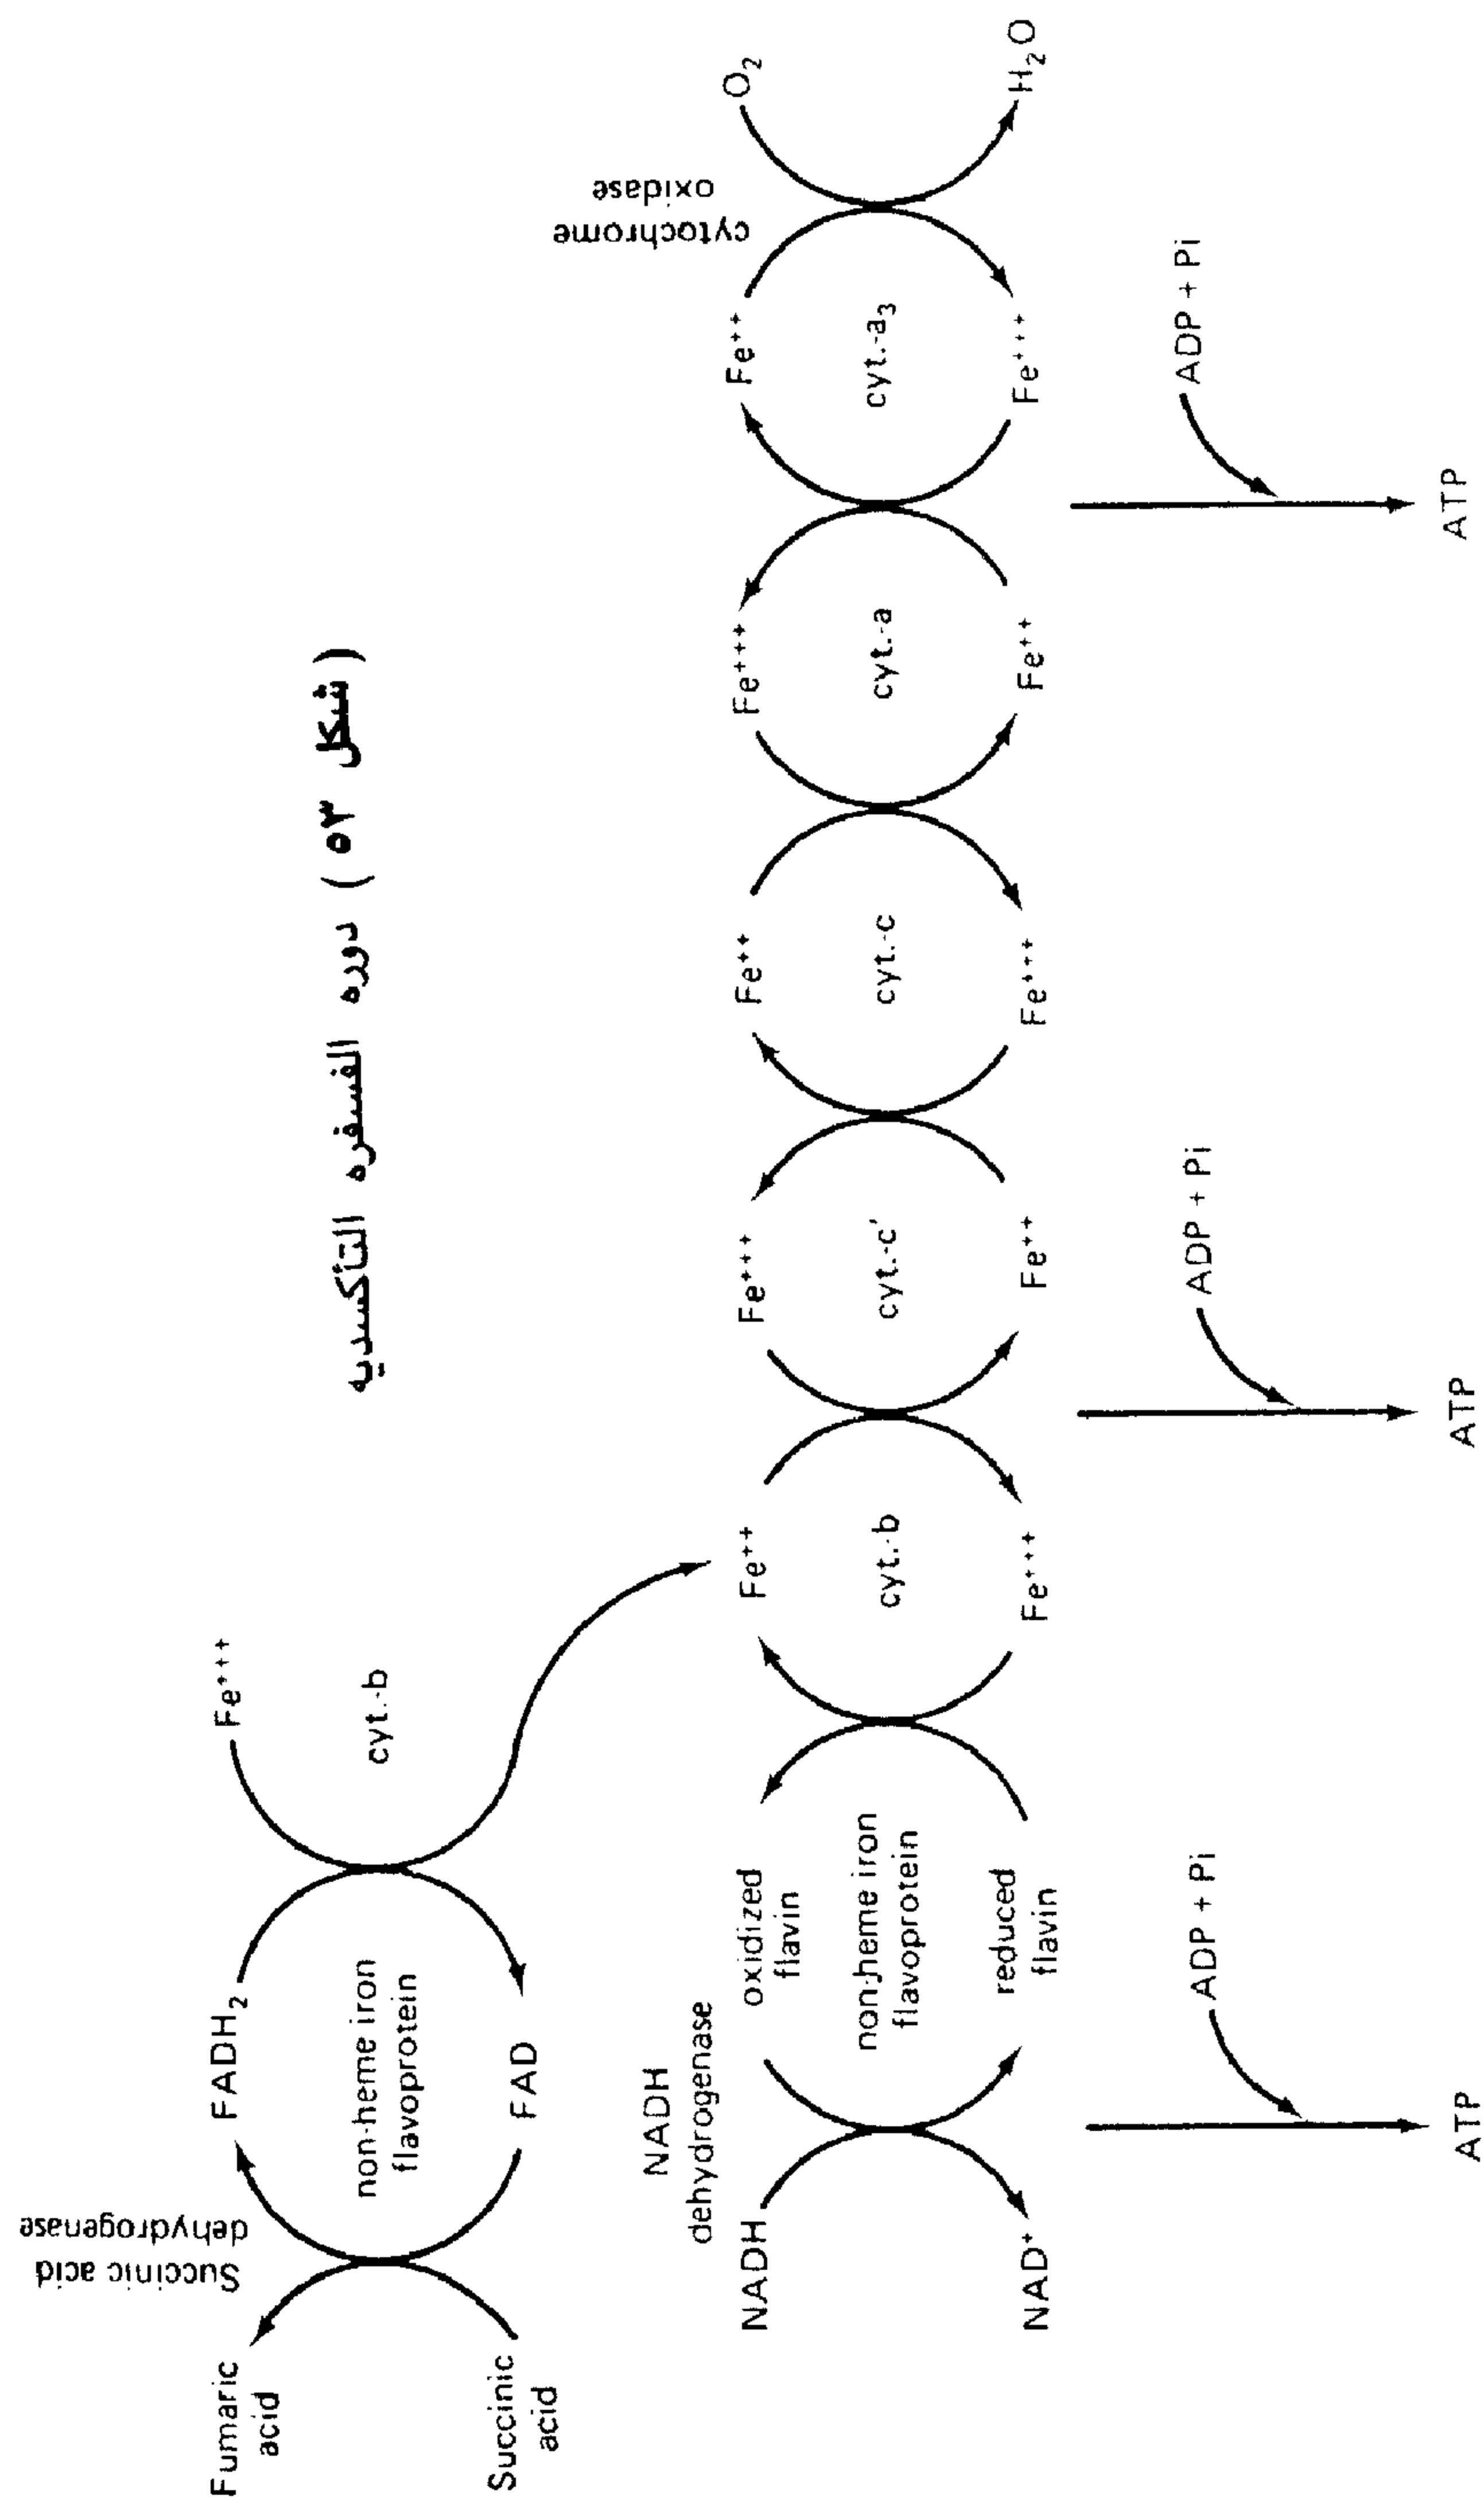 (شكل ٥٣) دوره الفسفره التأكسديه
Succinic acid
dehydrogenase
Fumaric
acid
FADH₂
Fe⁺⁺⁺
non-heme iron
flavoprotein
cyt.-b
Succinic
acid
FAD
NADH
dehydrogenase
cytochrome
oxidase
NADH
oxidized
flavin
Fe⁺⁺
Fe⁺⁺⁺
Fe⁺⁺
Fe⁺⁺⁺
Fe⁺⁺
O₂
non-heme iron
flavoprotein
cyt.-b
cyt.-c'
cyt.-c
cyt.-a
cyt.-a₃
NAD⁺
reduced
flavin
Fe⁺⁺⁺
Fe⁺⁺
Fe⁺⁺⁺
Fe⁺⁺
Fe⁺⁺⁺
H₂O
ADP + Pi
ADP + Pi
ADP + Pi
ATP
ATP
ATP